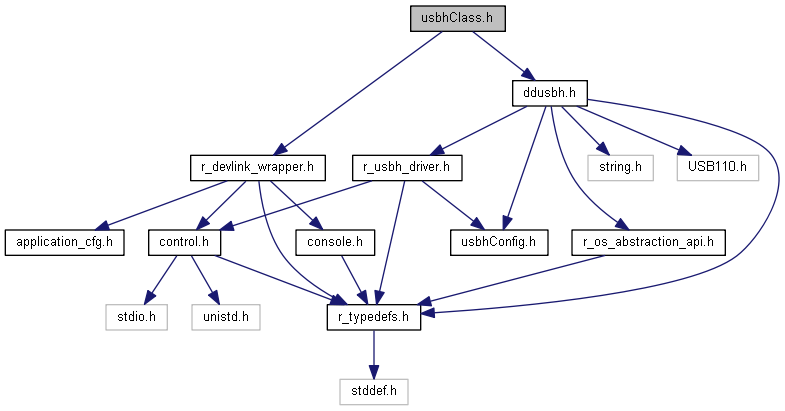 usbhClass.h
ddusbh.h
r_devlink_wrapper.h
r_usbh_driver.h
string.h
USB110.h
application_cfg.h
control.h
console.h
usbhConfig.h
r_os_abstraction_api.h
stdio.h
unistd.h
r_typedefs.h
stddef.h